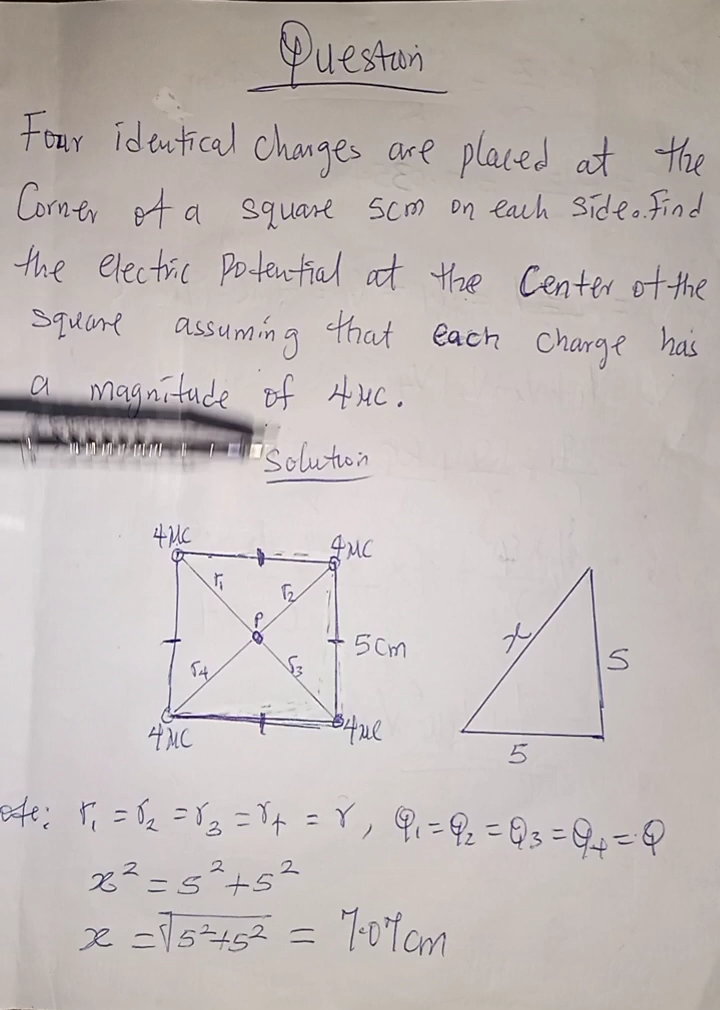 Question
Four identical charges are placed at the
Corner of a square 5cm on each side. Find
the electric potential at the Center of the
square assuming that each charge has
a magnitude of 4μC.
Solution
4μC
4μC
r₁
r₂
P
5cm
r₄
r₃
4μC
4μC
x
5
5
ote: r₁ = r₂ = r₃ = r₄ = r, Q₁ = Q₂ = Q₃ = Q₄ = Q
x² = 5² + 5²
x = √5²+5² = 7.07cm